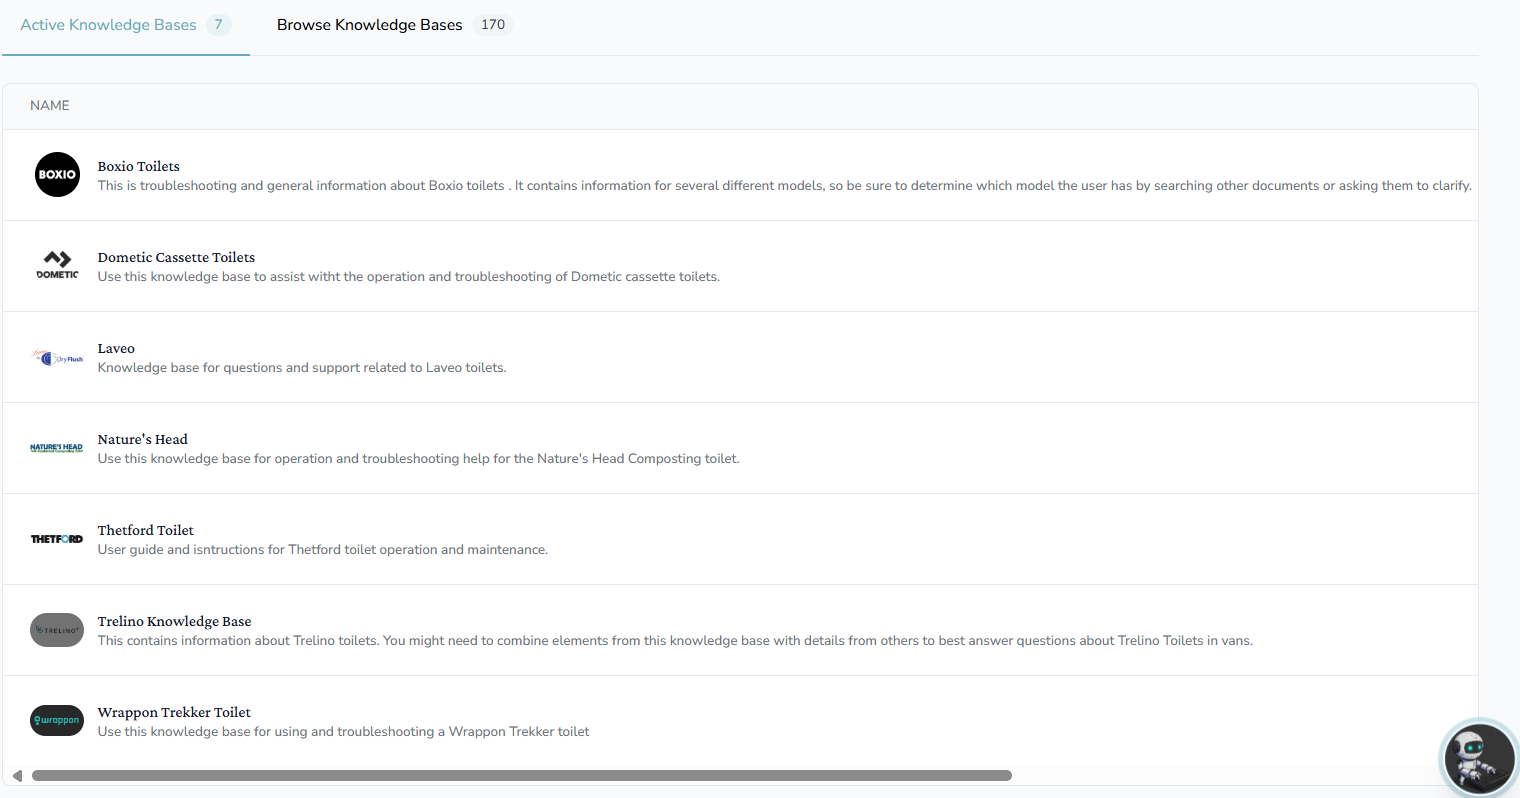 Active Knowledge Bases 7 Browse Knowledge Bases 170
NAME
BOXIO
Boxio Toilets
This is troubleshooting and general information about Boxio toilets . It contains information for several different models, so be sure to determine which model the user has by searching other documents or asking them to clarify.
DOMETIC
Dometic Cassette Toilets
Use this knowledge base to assist witht the operation and troubleshooting of Dometic cassette toilets.
DryFlush
Laveo
Knowledge base for questions and support related to Laveo toilets.
NATURE'S HEAD
Nature's Head
Use this knowledge base for operation and troubleshooting help for the Nature's Head Composting toilet.
THETFORD
Thetford Toilet
User guide and isntructions for Thetford toilet operation and maintenance.
TRELINO
Trelino Knowledge Base
This contains information about Trelino toilets. You might need to combine elements from this knowledge base with details from others to best answer questions about Trelino Toilets in vans.
wrappon
Wrappon Trekker Toilet
Use this knowledge base for using and troubleshooting a Wrappon Trekker toilet